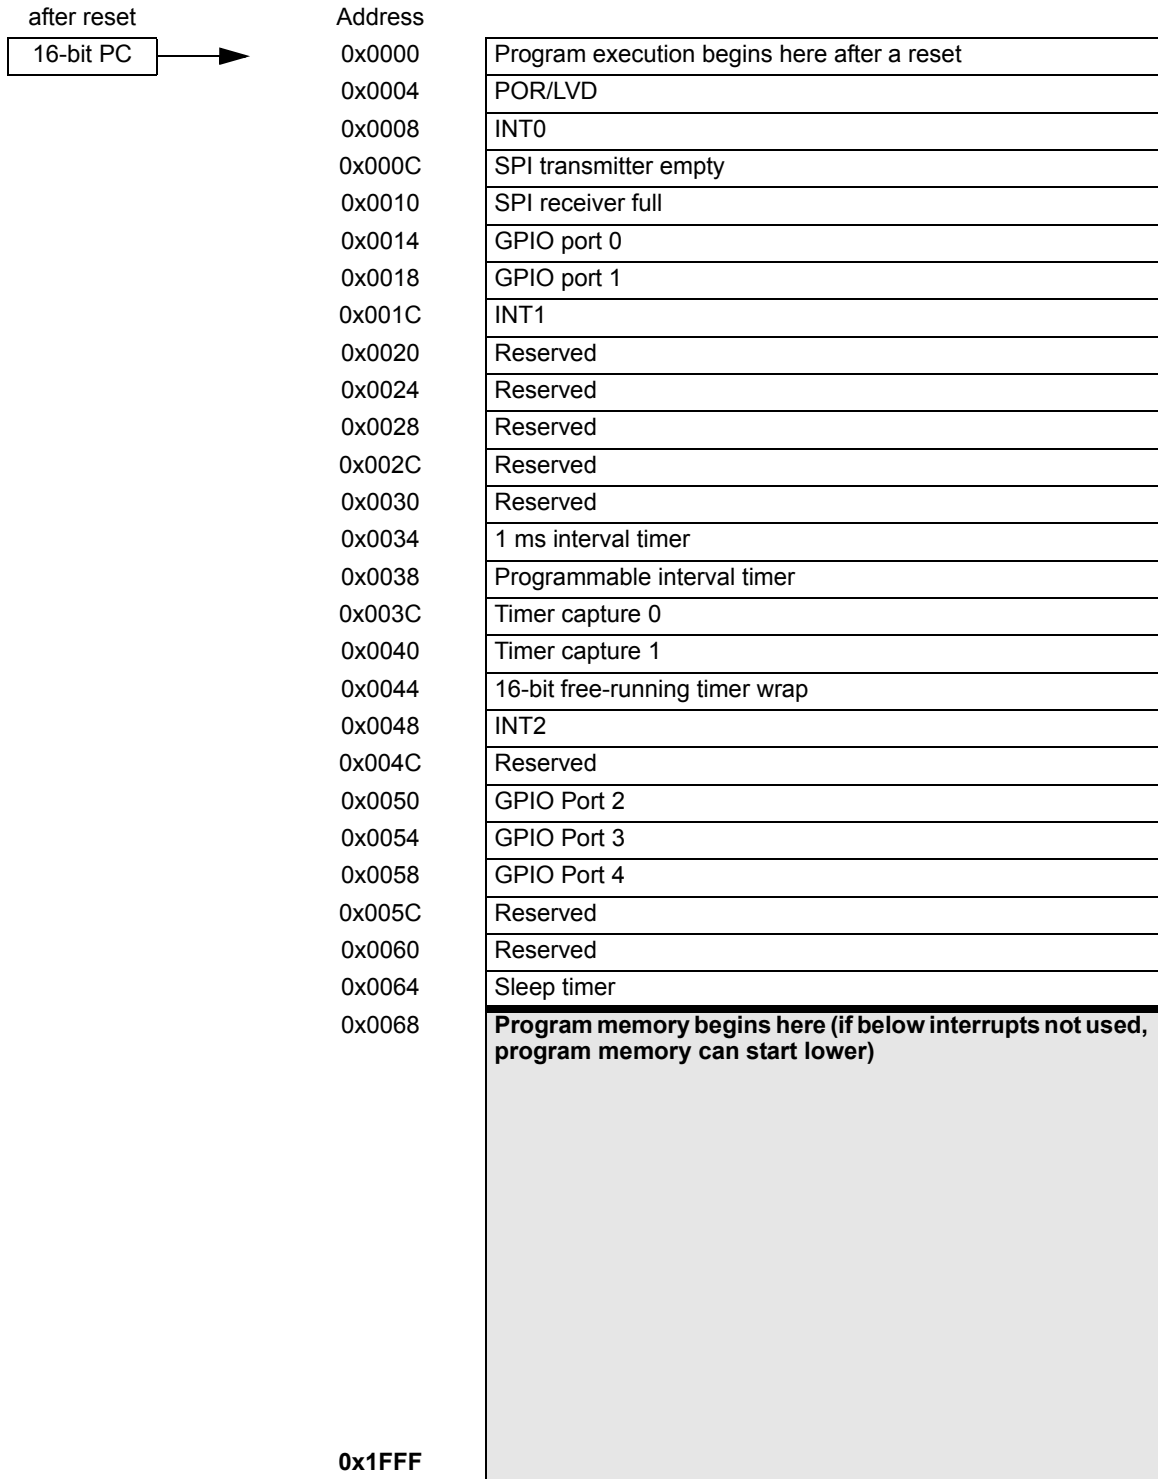 after reset Address
16-bit PC 0x0000 Program execution begins here after a reset
0x0004 POR/LVD
0x0008 INT0
0x000C SPI transmitter empty
0x0010 SPI receiver full
0x0014 GPIO port 0
0x0018 GPIO port 1
0x001C INT1
0x0020 Reserved
0x0024 Reserved
0x0028 Reserved
0x002C Reserved
0x0030 Reserved
0x0034 1 ms interval timer
0x0038 Programmable interval timer
0x003C Timer capture 0
0x0040 Timer capture 1
0x0044 16-bit free-running timer wrap
0x0048 INT2
0x004C Reserved
0x0050 GPIO Port 2
0x0054 GPIO Port 3
0x0058 GPIO Port 4
0x005C Reserved
0x0060 Reserved
0x0064 Sleep timer
0x0068 Program memory begins here (if below interrupts not used,
program memory can start lower)
0x1FFF